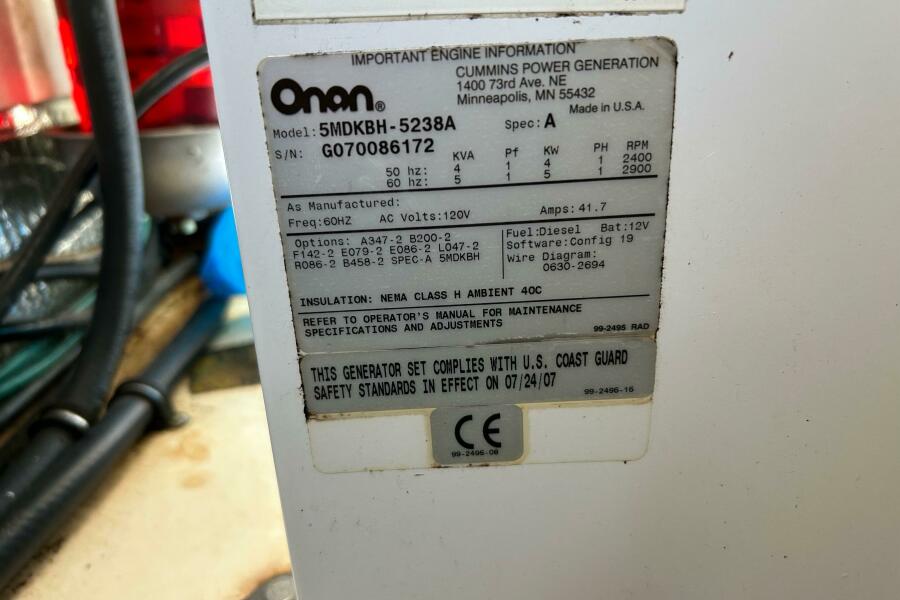 IMPORTANT ENGINE INFORMATION
Onan®
CUMMINS POWER GENERATION
1400 73rd Ave. NE
Minneapolis, MN 55432
Made in U.S.A.
Model: 5MDKBH-5238A Spec: A
S/N: G070086172
KVA Pf KW PH RPM
50 hz: 4 1 4 1 2400
60 hz: 5 1 5 1 2900
As Manufactured:
Freq:60HZ AC Volts:120V Amps: 41.7
Options: A347-2 B200-2
F142-2 E079-2 E086-2 L047-2
R086-2 B458-2 SPEC-A 5MDKBH
Fuel:Diesel Bat:12V
Software:Config 19
Wire Diagram:
0630-2694
INSULATION: NEMA CLASS H AMBIENT 40C
REFER TO OPERATOR'S MANUAL FOR MAINTENANCE
SPECIFICATIONS AND ADJUSTMENTS
99-2495 RAD
THIS GENERATOR SET COMPLIES WITH U.S. COAST GUARD
SAFETY STANDARDS IN EFFECT ON 07/24/07
99-2496-16
CE
99-2496-08